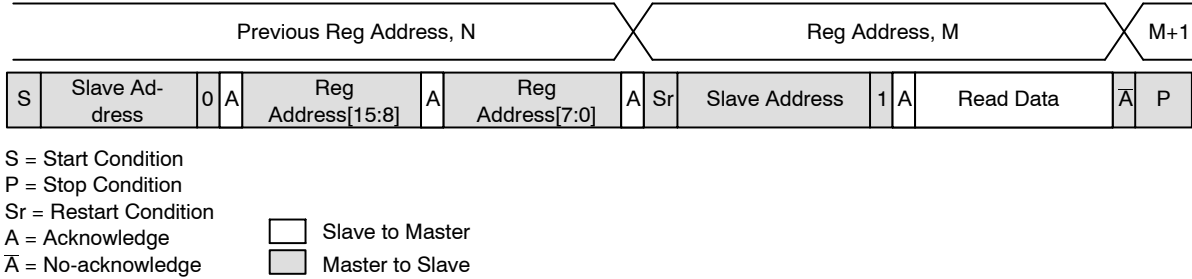 Previous Reg Address, N Reg Address, M M+1
S Slave Ad-
dress 0 A Reg
Address[15:8] A Reg
Address[7:0] A Sr Slave Address 1 A Read Data A̅ P
S = Start Condition
P = Stop Condition
Sr = Restart Condition
A = Acknowledge
A̅ = No-acknowledge
Slave to Master
Master to Slave